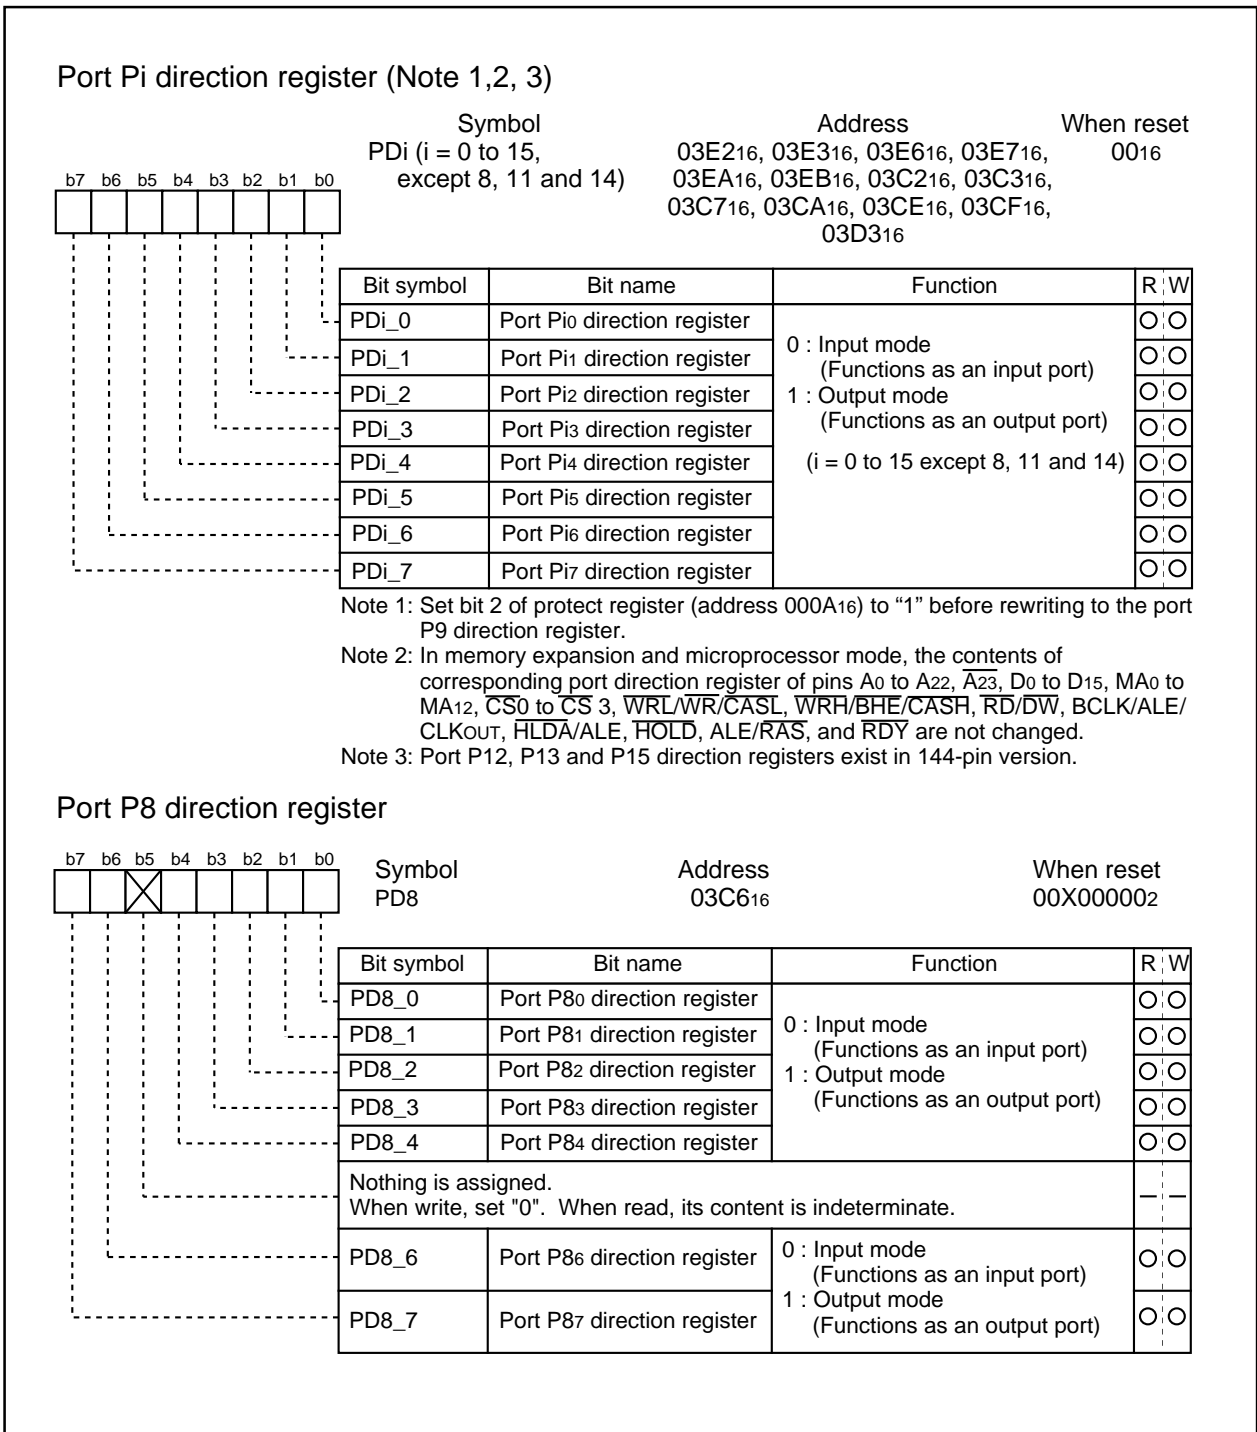 Port Pi direction register (Note 1,2, 3)
Symbol Address When reset
PDi (i = 0 to 15, 03E216, 03E316, 03E616, 03E716, 0016
b7 b6 b5 b4 b3 b2 b1 b0 except 8, 11 and 14) 03EA16, 03EB16, 03C216, 03C316,
03C716, 03CA16, 03CE16, 03CF16,
03D316
Bit symbol Bit name Function R W
PDi_0 Port Pi0 direction register
PDi_1 Port Pi1 direction register
PDi_2 Port Pi2 direction register
PDi_3 Port Pi3 direction register
PDi_4 Port Pi4 direction register
PDi_5 Port Pi5 direction register
PDi_6 Port Pi6 direction register
PDi_7 Port Pi7 direction register
0 : Input mode
(Functions as an input port)
1 : Output mode
(Functions as an output port)
(i = 0 to 15 except 8, 11 and 14)
Note 1: Set bit 2 of protect register (address 000A16) to “1” before rewriting to the port
P9 direction register.
Note 2: In memory expansion and microprocessor mode, the contents of
corresponding port direction register of pins A0 to A22, A23, D0 to D15, MA0 to
MA12, CS0 to CS 3, WRL/WR/CASL, WRH/BHE/CASH, RD/DW, BCLK/ALE/
CLKOUT, HLDA/ALE, HOLD, ALE/RAS, and RDY are not changed.
Note 3: Port P12, P13 and P15 direction registers exist in 144-pin version.
Port P8 direction register
b7 b6 b5 b4 b3 b2 b1 b0
Symbol Address When reset
PD8 03C616 00X000002
Bit symbol Bit name Function R W
PD8_0 Port P80 direction register
PD8_1 Port P81 direction register
PD8_2 Port P82 direction register
PD8_3 Port P83 direction register
PD8_4 Port P84 direction register
0 : Input mode
(Functions as an input port)
1 : Output mode
(Functions as an output port)
Nothing is assigned.
When write, set "0". When read, its content is indeterminate.
PD8_6 Port P86 direction register
PD8_7 Port P87 direction register
0 : Input mode
(Functions as an input port)
1 : Output mode
(Functions as an output port)